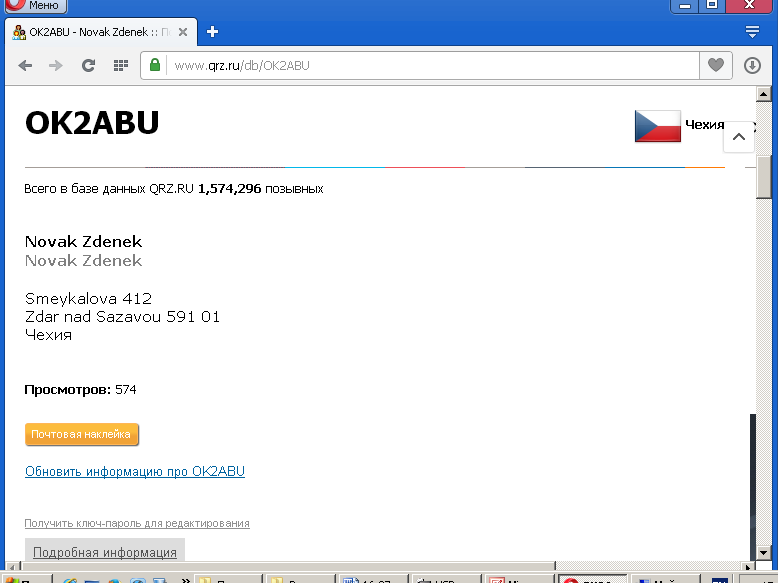 Меню
OK2ABU - Novak Zdenek :: П
www.qrz.ru/db/OK2ABU
OK2ABU
Чехия
Всего в базе данных QRZ.RU 1,574,296 позывных
Novak Zdenek
Novak Zdenek
Smeykalova 412
Zdar nad Sazavou 591 01
Чехия
Просмотров: 574
Почтовая наклейка
Обновить информацию про OK2ABU
Получить ключ-пароль для редактирования
Подробная информация